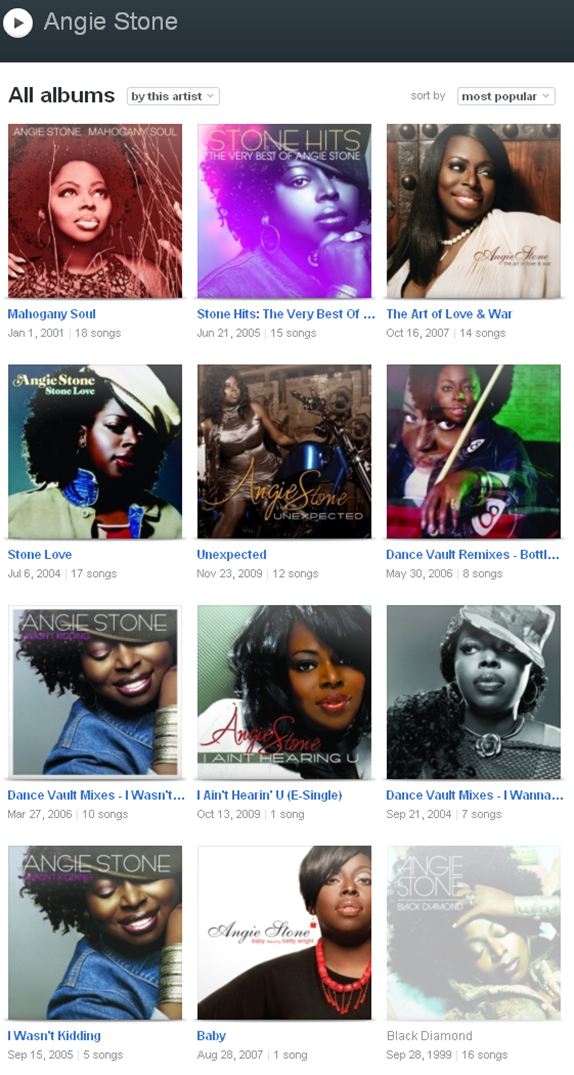 Angie Stone
All albums by this artist sort by most popular
ANGIE STONE MAHOGANY SOUL
STONE HITS
THE VERY BEST OF ANGIE STONE
Angie Stone
the art of love & war
Mahogany Soul
Jan 1, 2001 | 18 songs
Stone Hits: The Very Best Of ...
Jun 21, 2005 | 15 songs
The Art of Love & War
Oct 16, 2007 | 14 songs
Angie Stone
Stone Love
Angie Stone
UNEXPECTED
Stone Love
Jul 6, 2004 | 17 songs
Unexpected
Nov 23, 2009 | 12 songs
Dance Vault Remixes - Bottl...
May 30, 2006 | 8 songs
ANGIE STONE
I WASN'T KIDDING
Angie Stone
I AINT HEARING U
Dance Vault Mixes - I Wasn't...
Mar 27, 2006 | 10 songs
I Ain't Hearin' U (E-Single)
Oct 13, 2009 | 1 song
Dance Vault Mixes - I Wanna...
Sep 21, 2004 | 7 songs
ANGIE STONE
I WASN'T KIDDING
Angie Stone
baby featuring betty wright
ANGIE
STONE
BLACK DIAMOND
I Wasn't Kidding
Sep 15, 2005 | 5 songs
Baby
Aug 28, 2007 | 1 song
Black Diamond
Sep 28, 1999 | 16 songs